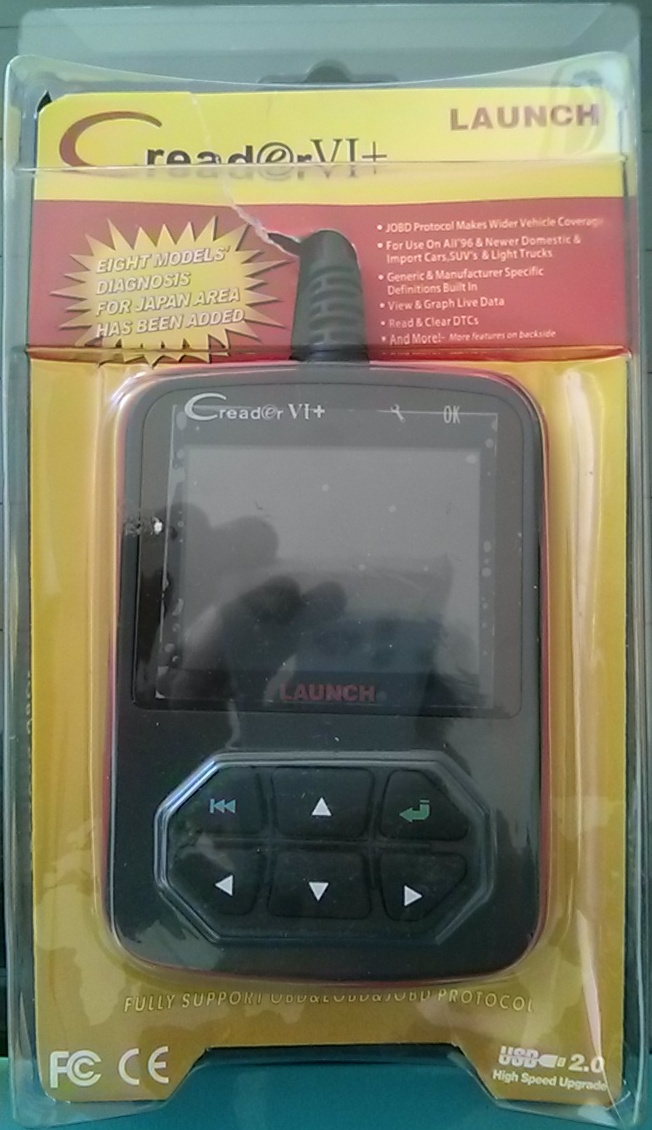 LAUNCH
Creader VI+
EIGHT MODELS'
DIAGNOSIS
FOR JAPAN AREA
HAS BEEN ADDED
• JOBD Protocol Makes Wider Vehicle Coverage
• For Use On All'96 & Newer Domestic &
Import Cars,SUV's & Light Trucks
• Generic & Manufacturer Specific
Definitions Built In
• View & Graph Live Data
• Read & Clear DTCs
• And More!- More features on backside
Creader VI+
OK
LAUNCH
FULLY SUPPORT OBD&EOBD&JOBD PROTOCOL
FC CE
USB 2.0
High Speed Upgrade